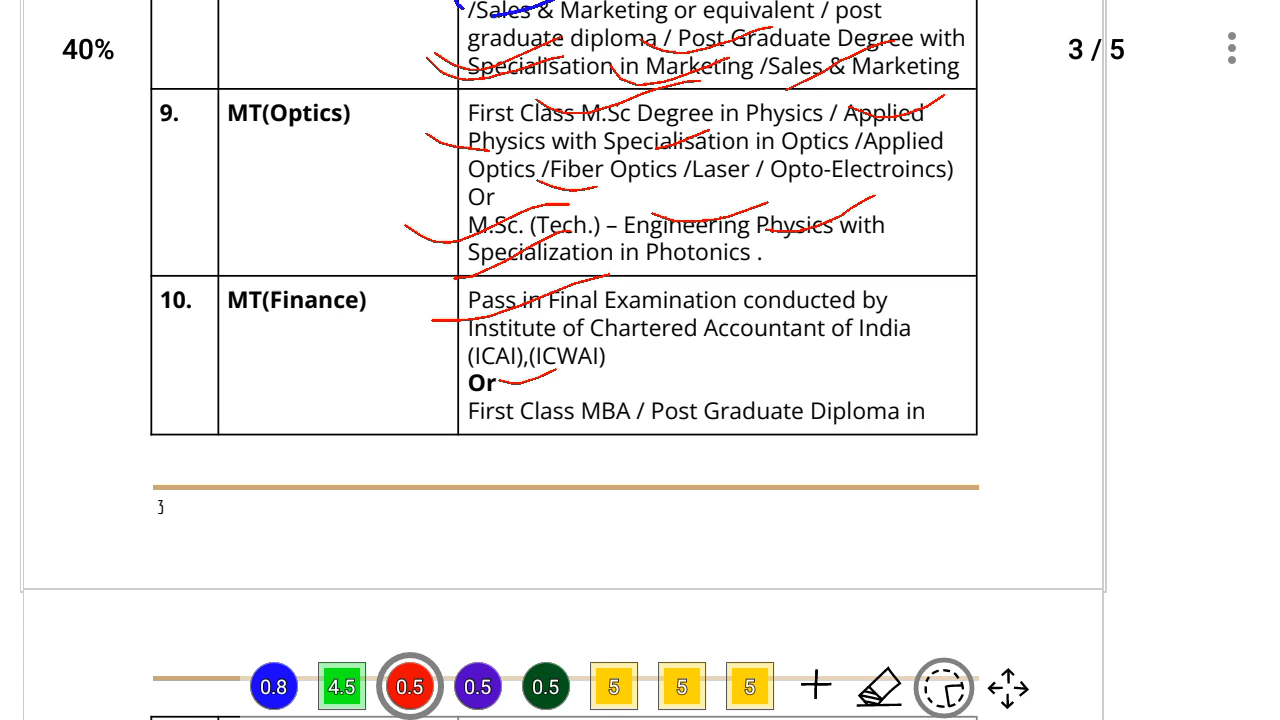 /Sales & Marketing or equivalent / post
40%
graduate diploma / Post Graduate Degree with
3 / 5
Specialisation in Marketing /Sales & Marketing
9. MT(Optics) First Class M.Sc Degree in Physics / Applied
Physics with Specialisation in Optics /Applied
Optics /Fiber Optics /Laser / Opto-Electroincs)
Or
M.Sc. (Tech.) – Engineering Physics with
Specialization in Photonics .
10. MT(Finance) Pass in Final Examination conducted by
Institute of Chartered Accountant of India
(ICAI),(ICWAI)
Or
First Class MBA / Post Graduate Diploma in
3
0.8 4.5 0.5 0.5 0.5 5 5 5